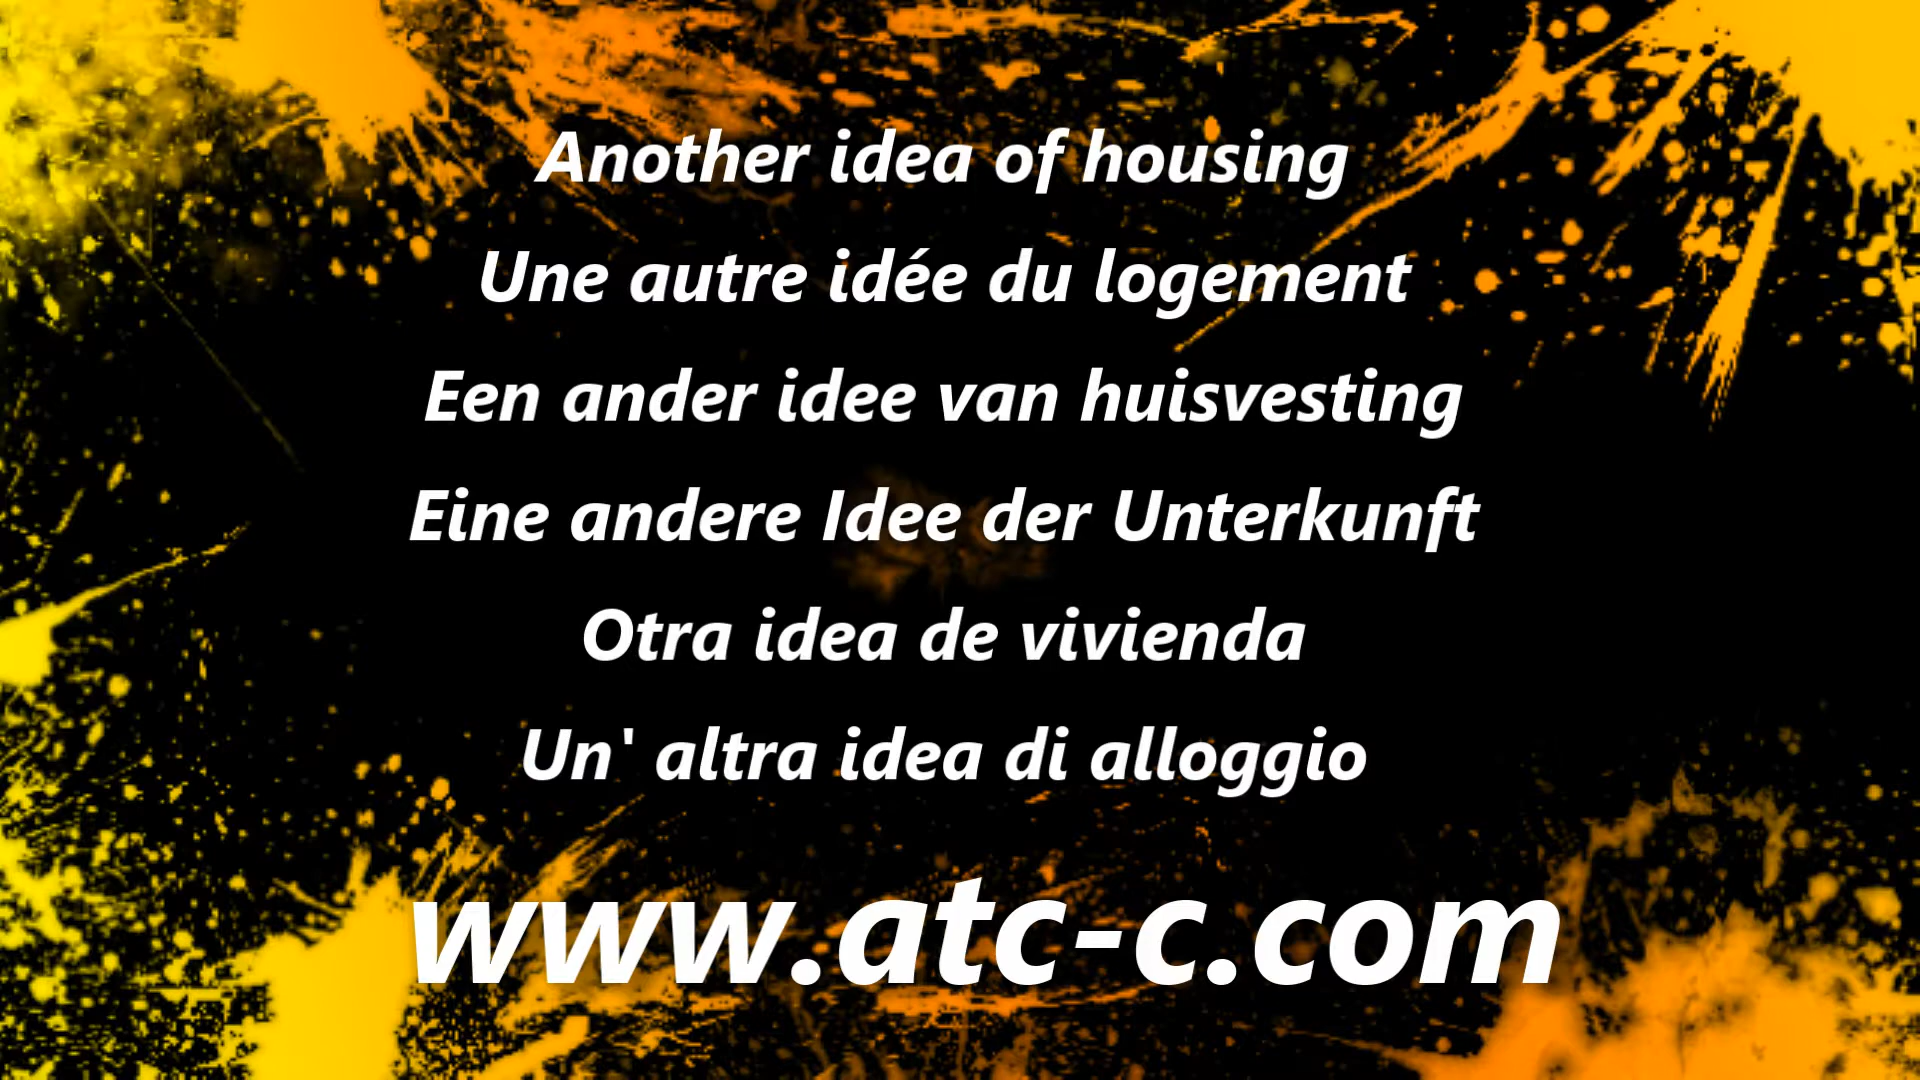 Another idea of housing
Une autre idée du logement
Een ander idee van huisvesting
Eine andere Idee der Unterkunft
Otra idea de vivienda
Un' altra idea di alloggio
www.atc-c.com